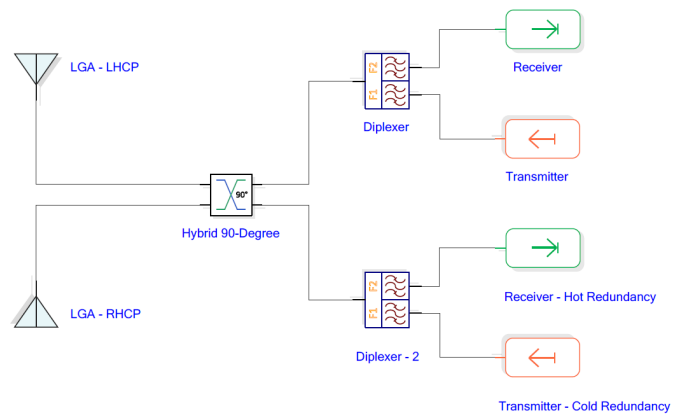 LGA - LHCP
F2
F1
Diplexer
Receiver
Transmitter
90°
Hybrid 90-Degree
LGA - RHCP
F2
F1
Diplexer - 2
Receiver - Hot Redundancy
Transmitter - Cold Redundancy